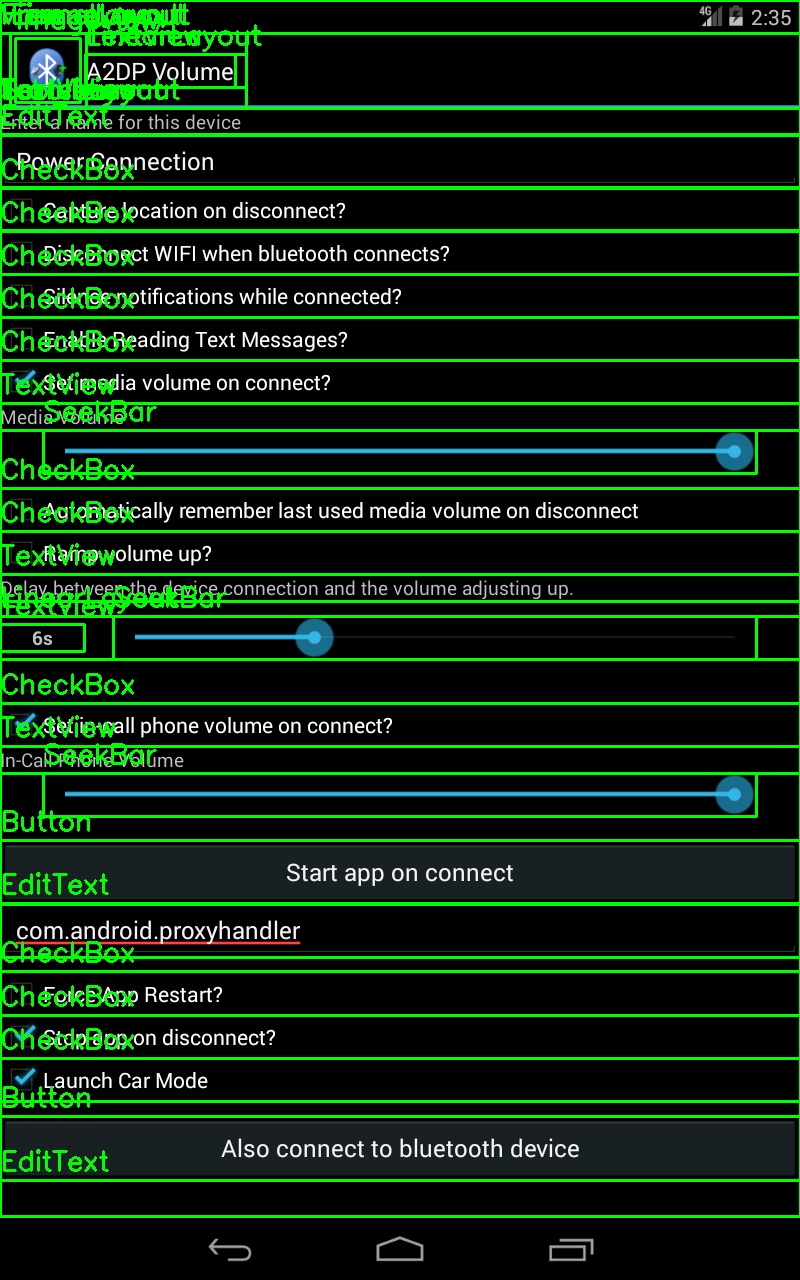 4G 2:35
A2DP Volume
EditText
Enter a name for this device
Power Connection
CheckBox
Capture location on disconnect?
CheckBox
Disconnect WIFI when bluetooth connects?
CheckBox
Silence notifications while connected?
CheckBox
Enable Reading Text Messages?
CheckBox
Set media volume on connect?
TextView
Media Volume
SeekBar
CheckBox
Automatically remember last used media volume on disconnect
CheckBox
Ramp volume up?
TextView
Delay between the device connection and the volume adjusting up.
SeekBar
TextView
6s
CheckBox
Set in-call phone volume on connect?
TextView
In-Call Phone Volume
SeekBar
Button
Start app on connect
EditText
com.android.proxyhandler
CheckBox
Force App Restart?
CheckBox
Stop app on disconnect?
CheckBox
Launch Car Mode
Button
Also connect to bluetooth device
EditText